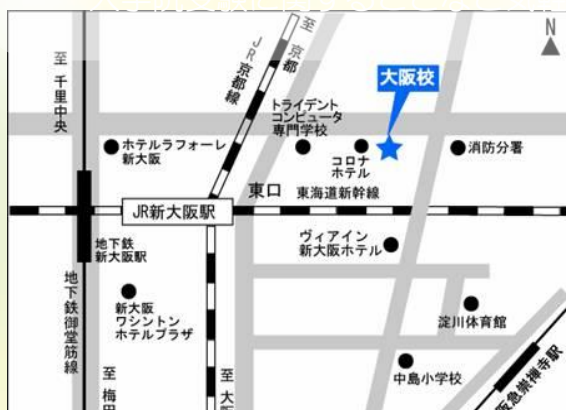 N
至
千
里
中
央
至
京
都
JR京都線
大阪校
トライデント
コンピュータ
専門学校
ホテルラフォーレ
新大阪
コロナ
ホテル
消防分署
東口
東海道新幹線
JR新大阪駅
地下鉄
新大阪駅
ヴィアイン
新大阪ホテル
地下鉄御堂筋線
新大阪
ワシントン
ホテルプラザ
淀川体育館
中島小学校
至
梅
田
至
大
阪急崇禅寺駅